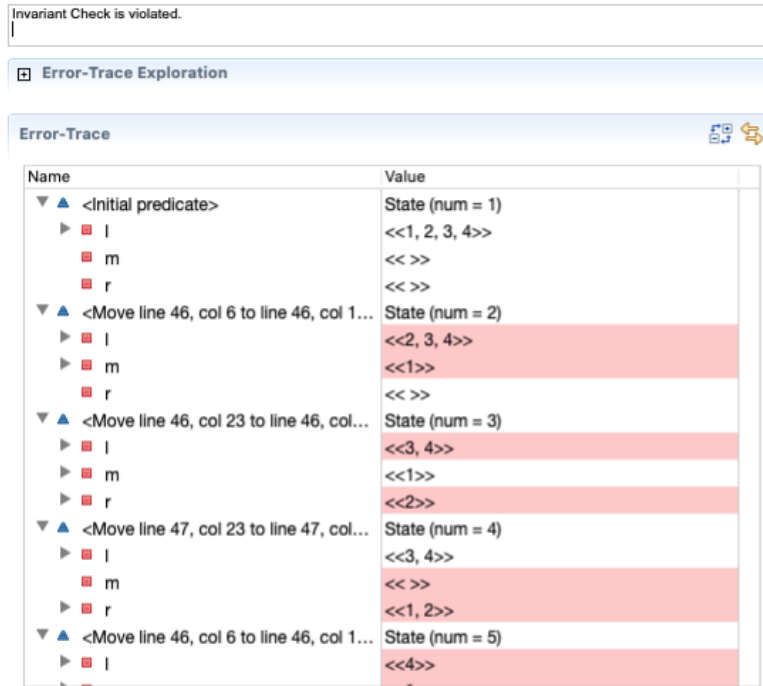 Invariant Check is violated.
Error-Trace Exploration
Error-Trace
Name Value
<Initial predicate> State (num = 1)
l <<1, 2, 3, 4>>
m << >>
r << >>
<Move line 46, col 6 to line 46, col 1... State (num = 2)
l <<2, 3, 4>>
m <<1>>
r << >>
<Move line 46, col 23 to line 46, col... State (num = 3)
l <<3, 4>>
m <<1>>
r <<2>>
<Move line 47, col 23 to line 47, col... State (num = 4)
l <<3, 4>>
m << >>
r <<1, 2>>
<Move line 46, col 6 to line 46, col 1... State (num = 5)
l <<4>>